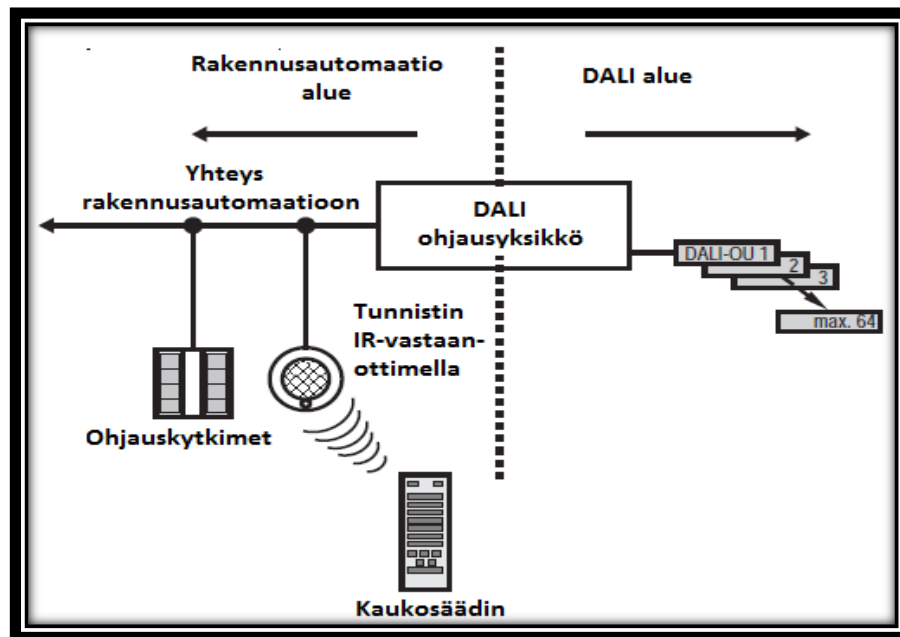 Rakennusautomaatio
alue
DALI alue
Yhteys
rakennusautomaatioon
DALI
ohjausyksikkö
DALI-OU 1
2
3
max. 64
Tunnistin
IR-vastaan-
ottimella
Ohjauskytkimet
Kaukosäädin